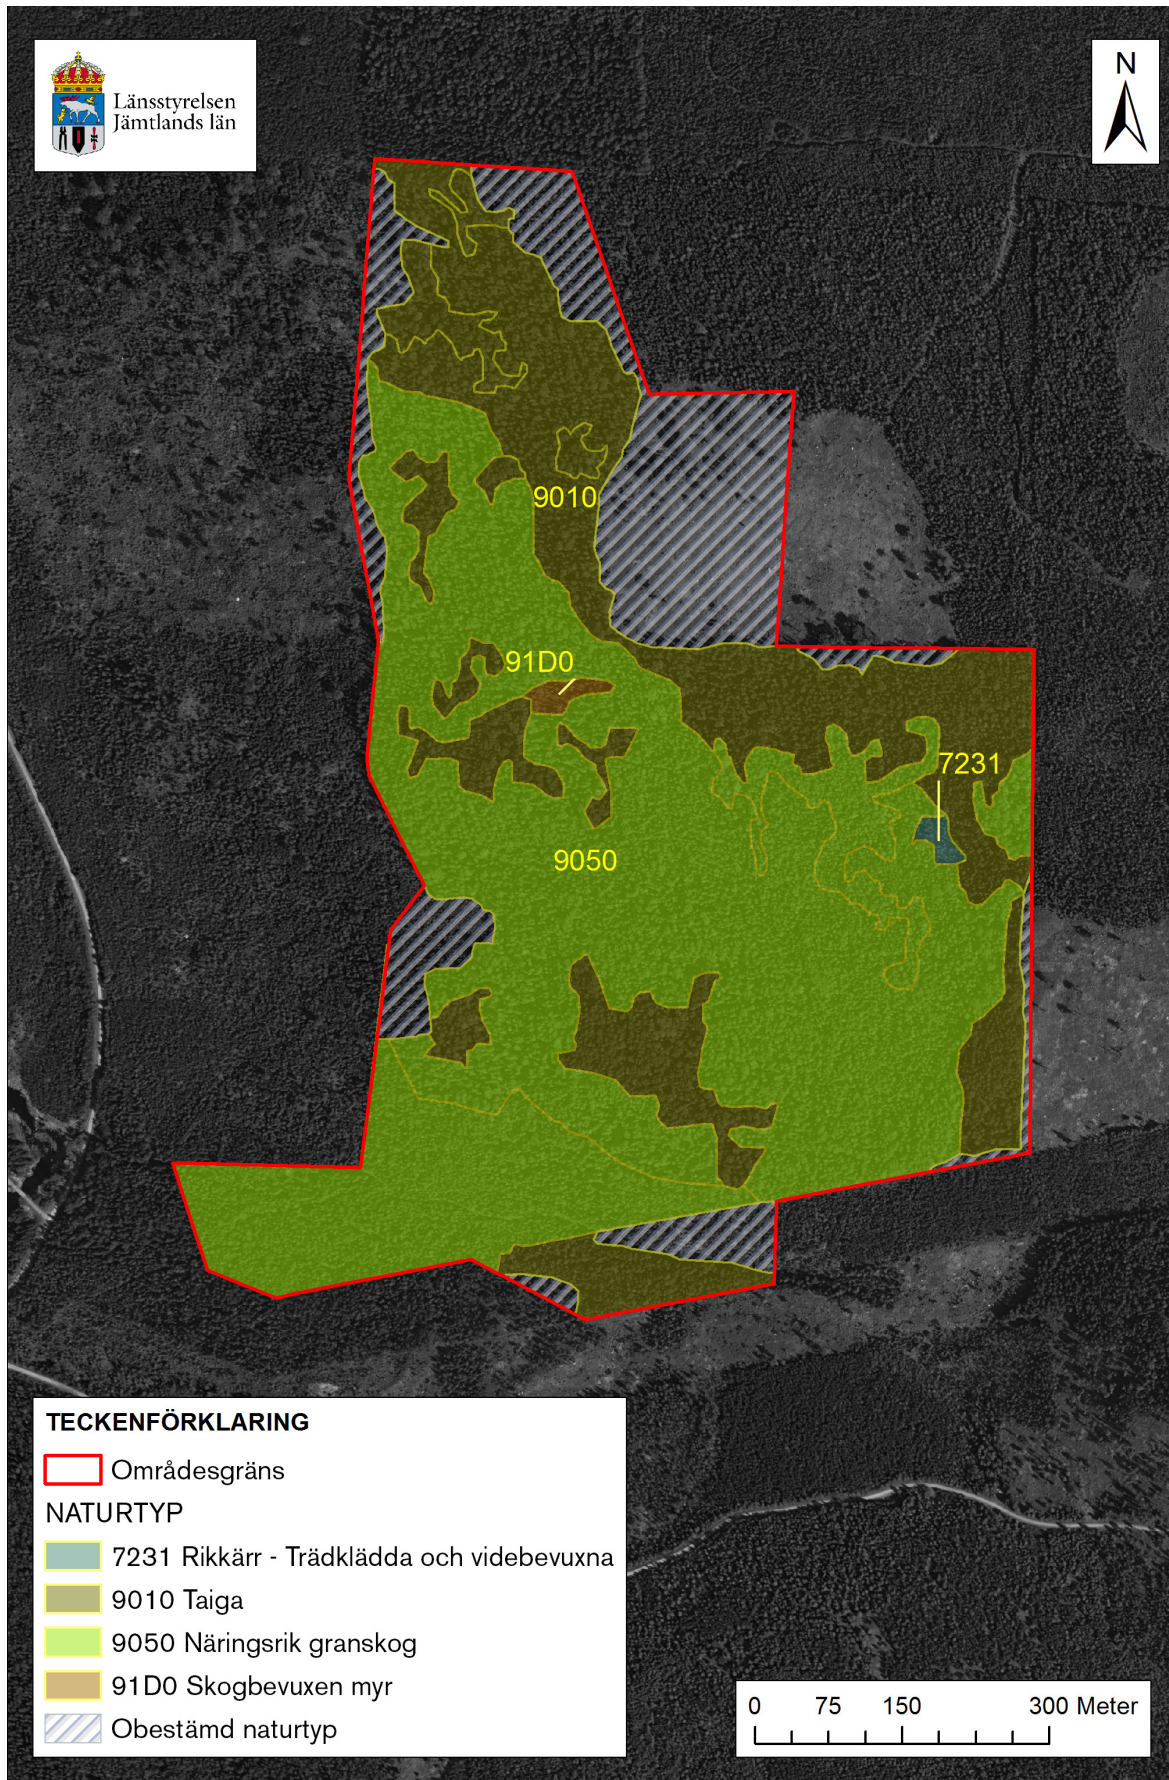 Länsstyrelsen
Jämtlands län
N
9010
91D0
7231
9050
TECKENFÖRKLARING
Områdesgräns
NATURTYP
7231 Rikkärr - Trädklädda och videbevuxna
9010 Taiga
9050 Näringsrik granskog
91D0 Skogbevuxen myr
Obestämd naturtyp
0 75 150 300 Meter